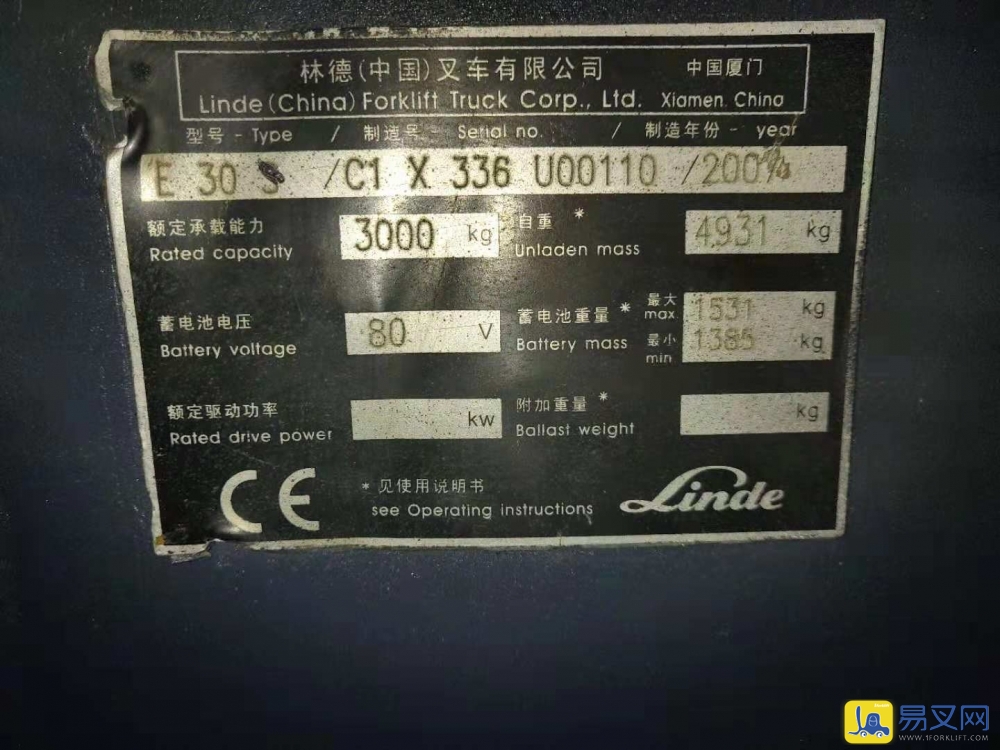 林德(中国)叉车有限公司 中国厦门
Linde (China) Forklift Truck Corp., Ltd. Xiamen. China
型号 - Type / 制造号 - Serial no. / 制造年份 - year
E 30 /C1 X 336 U00110 /200
额定承载能力 3000 kg 自重 * 4931 kg
Rated capacity Unladen mass
蓄电池电压 80 V 蓄电池重量 * 最大 1531 kg
Battery voltage Battery mass max.
最小 1385 kg
min
额定驱动功率 kw 附加重量 * kg
Rated drive power Ballast weight
CE * 见使用说明书 Linde
see Operating instructions
易叉网
WWW.1FORKLIFT.COM